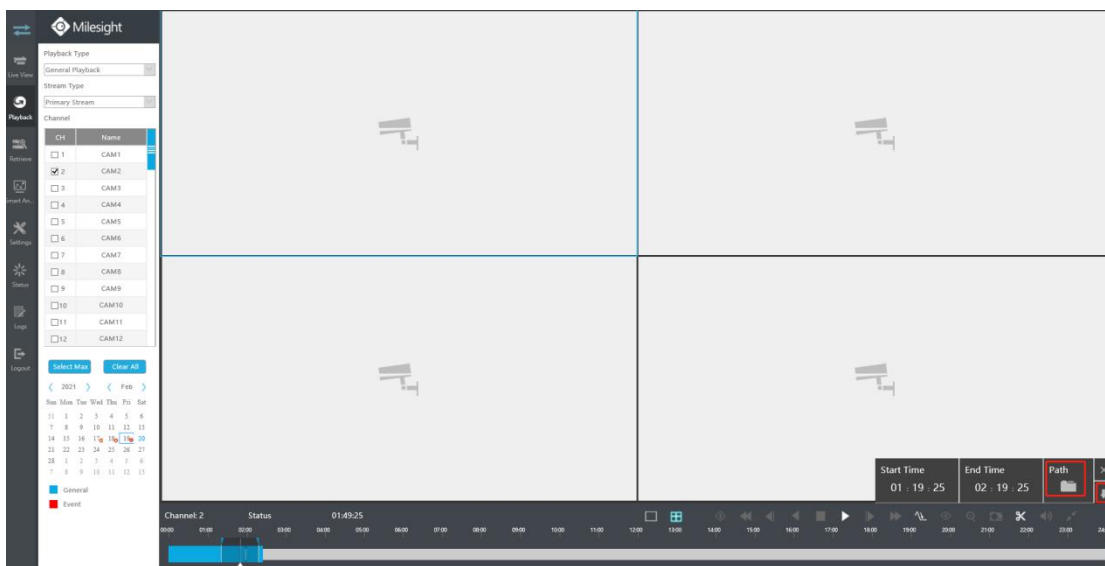 Milesight
Live View
Playback
Retrieve
Smart An...
Settings
Status
Logs
Logout
Playback Type
General Playback
Stream Type
Primary Stream
Channel
CH Name
1 CAM1
2 CAM2
3 CAM3
4 CAM4
5 CAM5
6 CAM6
7 CAM7
8 CAM8
9 CAM9
10 CAM10
11 CAM11
12 CAM12
Select Max Clear All
2021 Feb
Sun Mon Tue Wed Thu Fri Sat
31 1 2 3 4 5 6
7 8 9 10 11 12 13
14 15 16 17 18 19 20
21 22 23 24 25 26 27
28 1 2 3 4 5 6
7 8 9 10 11 12 13
General
Event
Start Time End Time Path
01 : 19 : 25 02 : 19 : 25
Channel: 2 Status 01:49:25
00:00 01:00 02:00 03:00 04:00 05:00 06:00 07:00 08:00 09:00 10:00 11:00 12:00 13:00 14:00 15:00 16:00 17:00 18:00 19:00 20:00 21:00 22:00 23:00 24